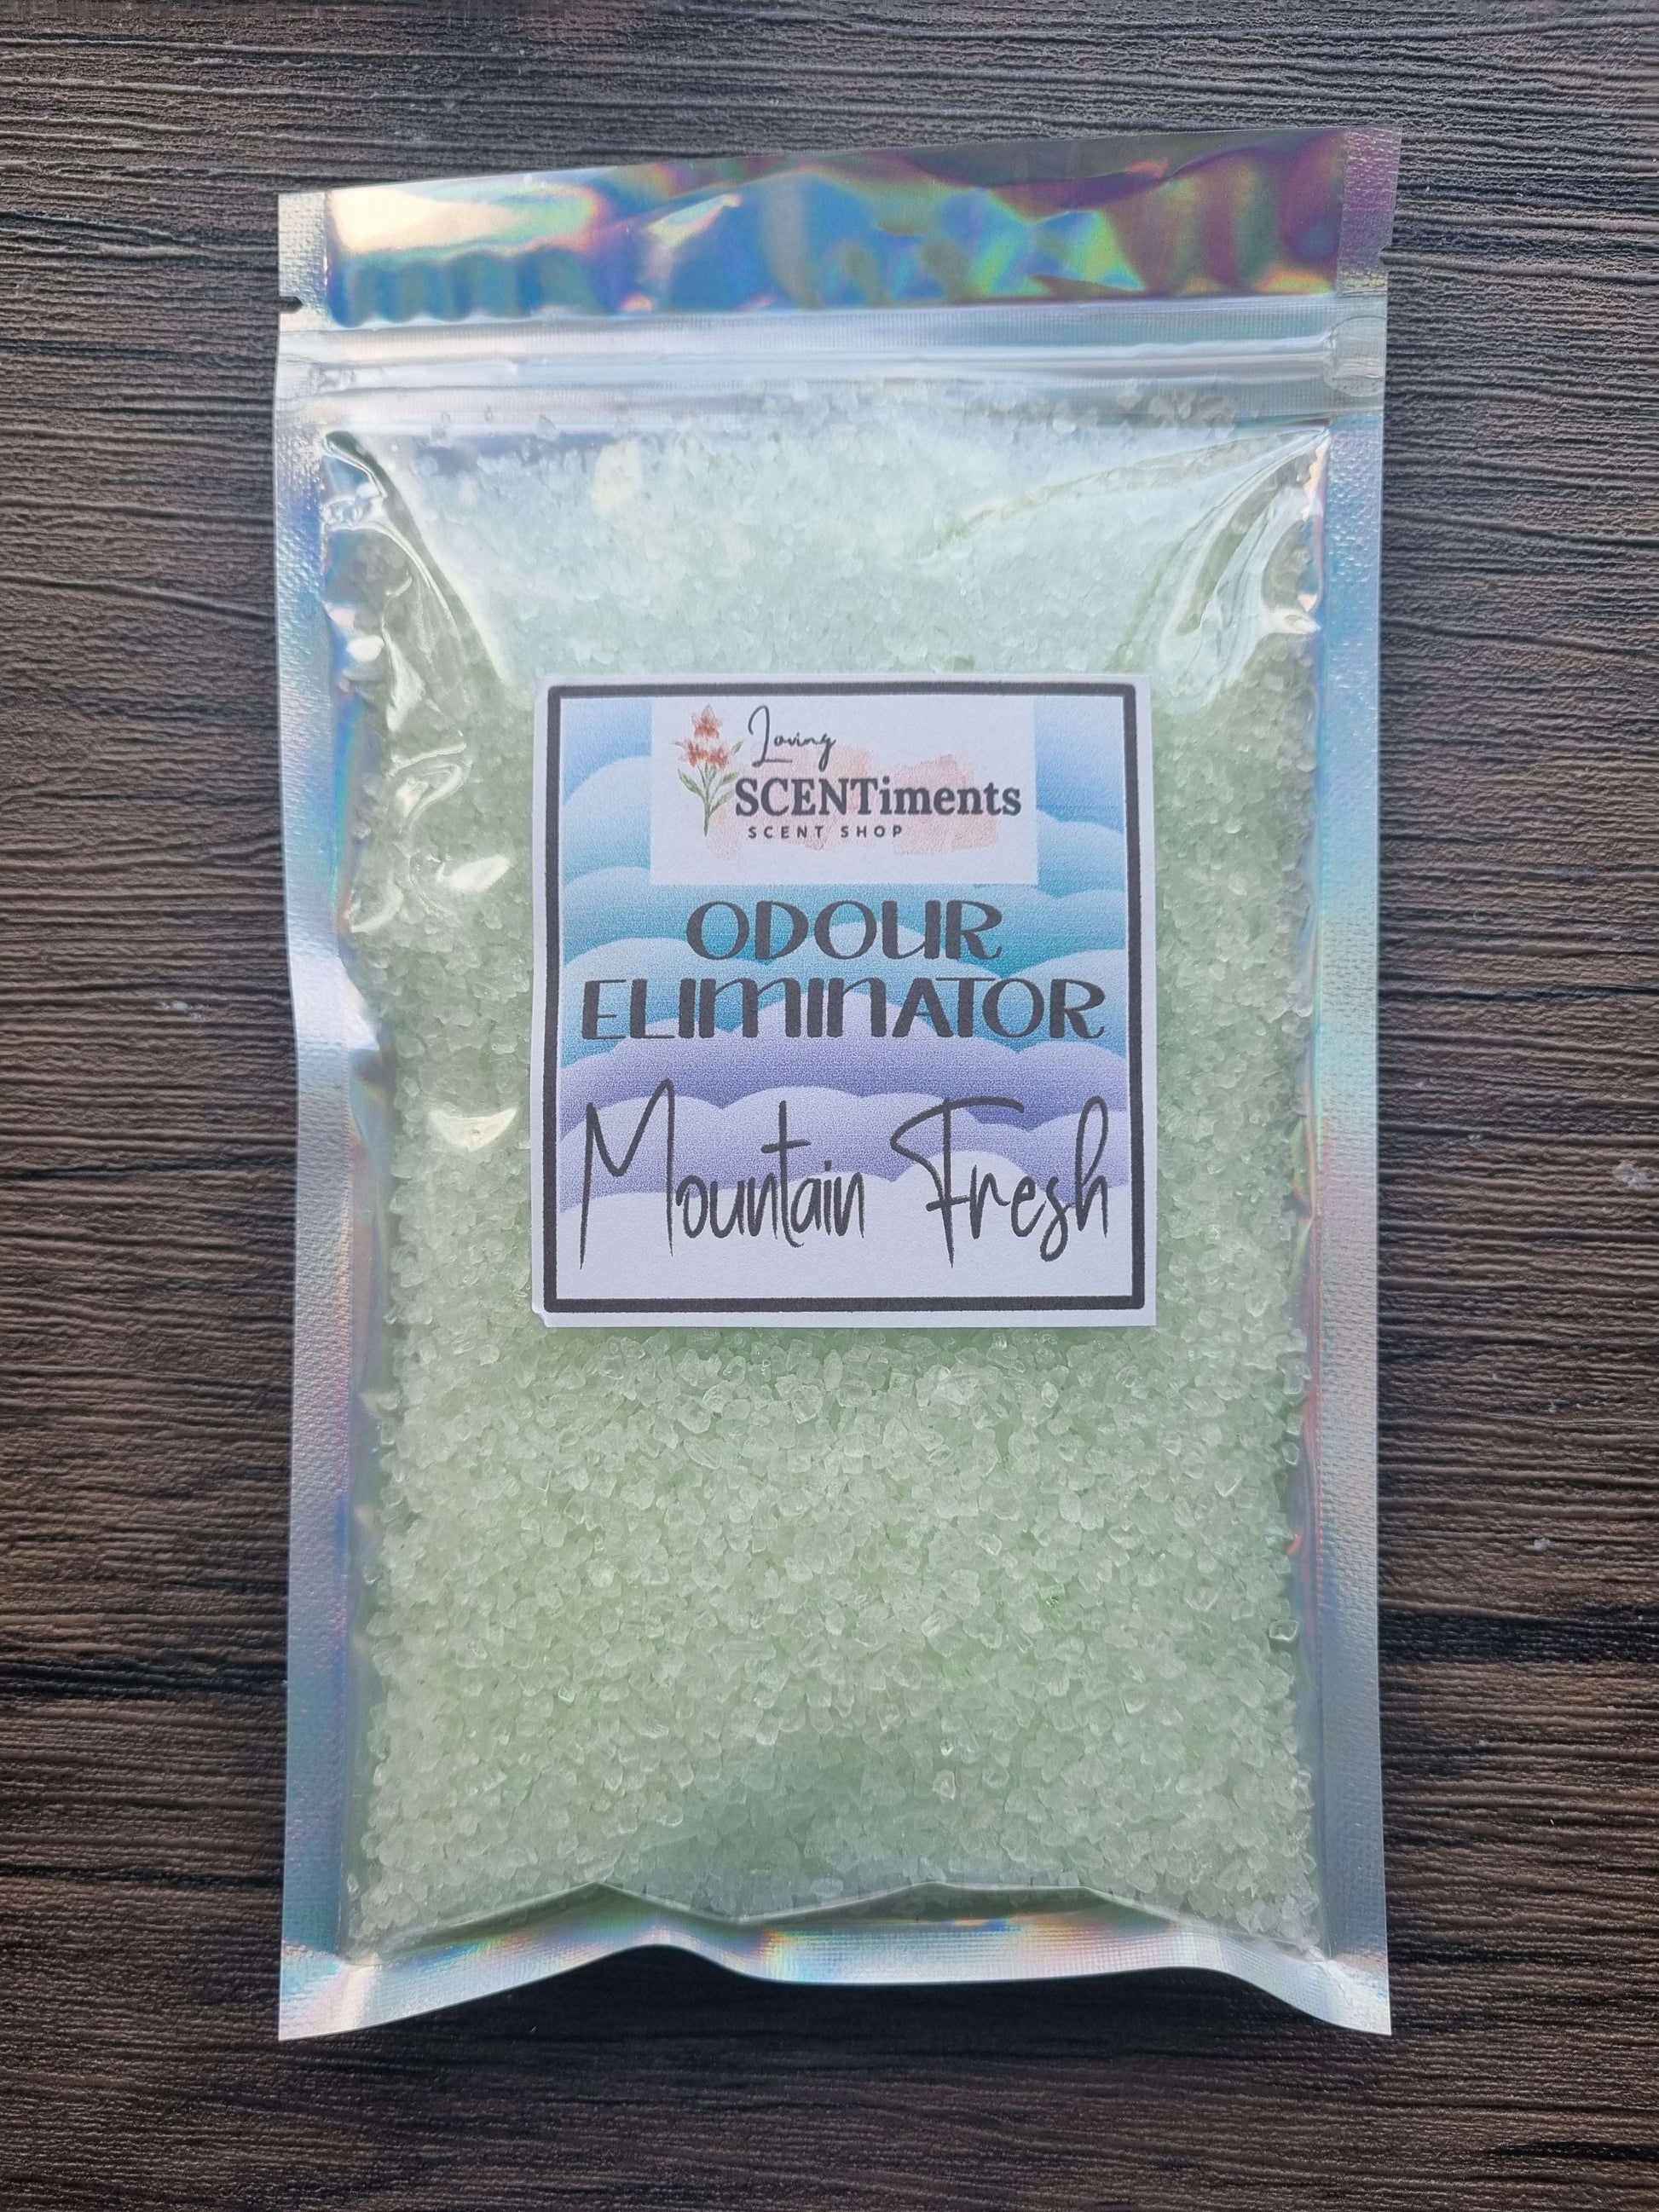 Loving
SCENTiments
SCENT SHOP
ODOUR
ELIMINATOR
Mountain Fresh